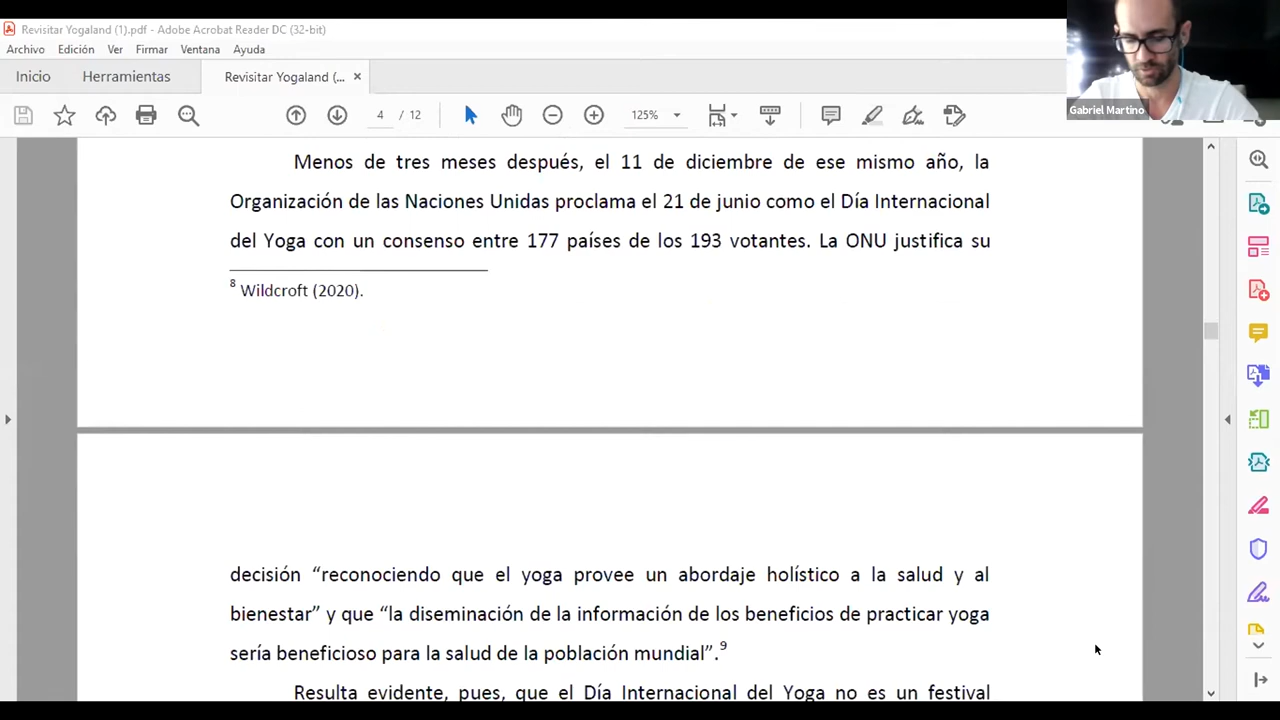 Revisitar Yogaland (1).pdf - Adobe Acrobat Reader DC (32-bit)
Archivo Edición Ver Firmar Ventana Ayuda
Inicio Herramientas Revisitar Yogaland (... ×
4 / 12 125%
Gabriel Martino
Menos de tres meses después, el 11 de diciembre de ese mismo año, la
Organización de las Naciones Unidas proclama el 21 de junio como el Día Internacional
del Yoga con un consenso entre 177 países de los 193 votantes. La ONU justifica su
8 Wildcroft (2020).
decisión “reconociendo que el yoga provee un abordaje holístico a la salud y al
bienestar” y que “la diseminación de la información de los beneficios de practicar yoga
sería beneficioso para la salud de la población mundial”.9
Resulta evidente, pues, que el Día Internacional del Yoga no es un festival